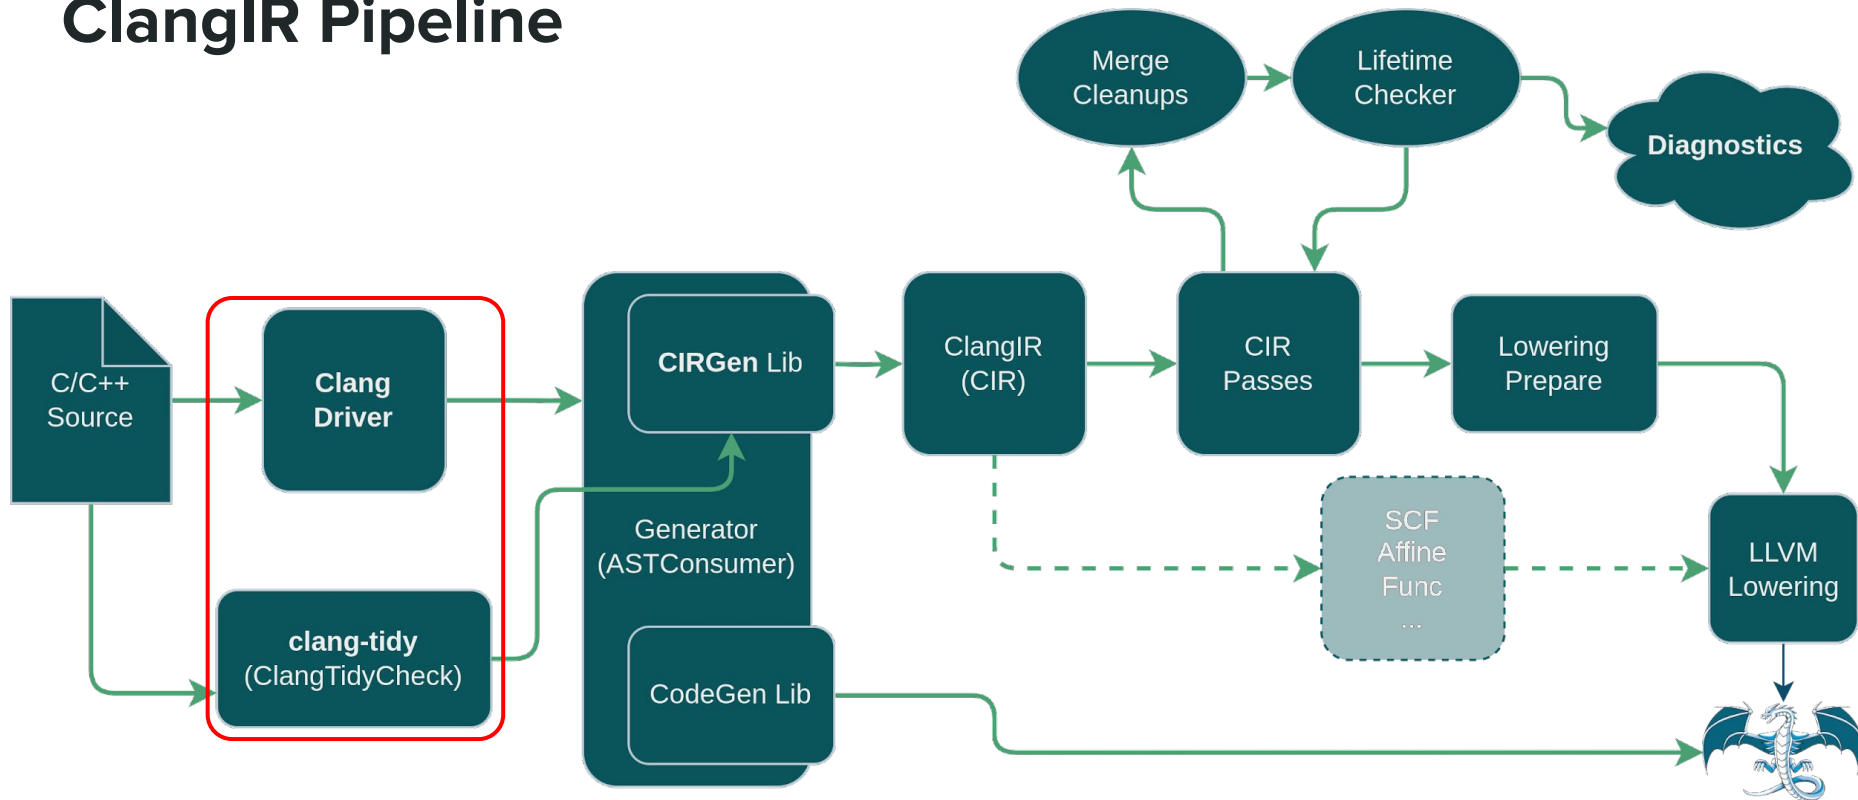 ClangIR Pipeline
Merge
Cleanups
Lifetime
Checker
Diagnostics
C/C++
Source
Clang
Driver
CIRGen Lib
ClangIR
(CIR)
CIR
Passes
Lowering
Prepare
Generator
(ASTConsumer)
SCF
Affine
Func
...
LLVM
Lowering
clang-tidy
(ClangTidyCheck)
CodeGen Lib